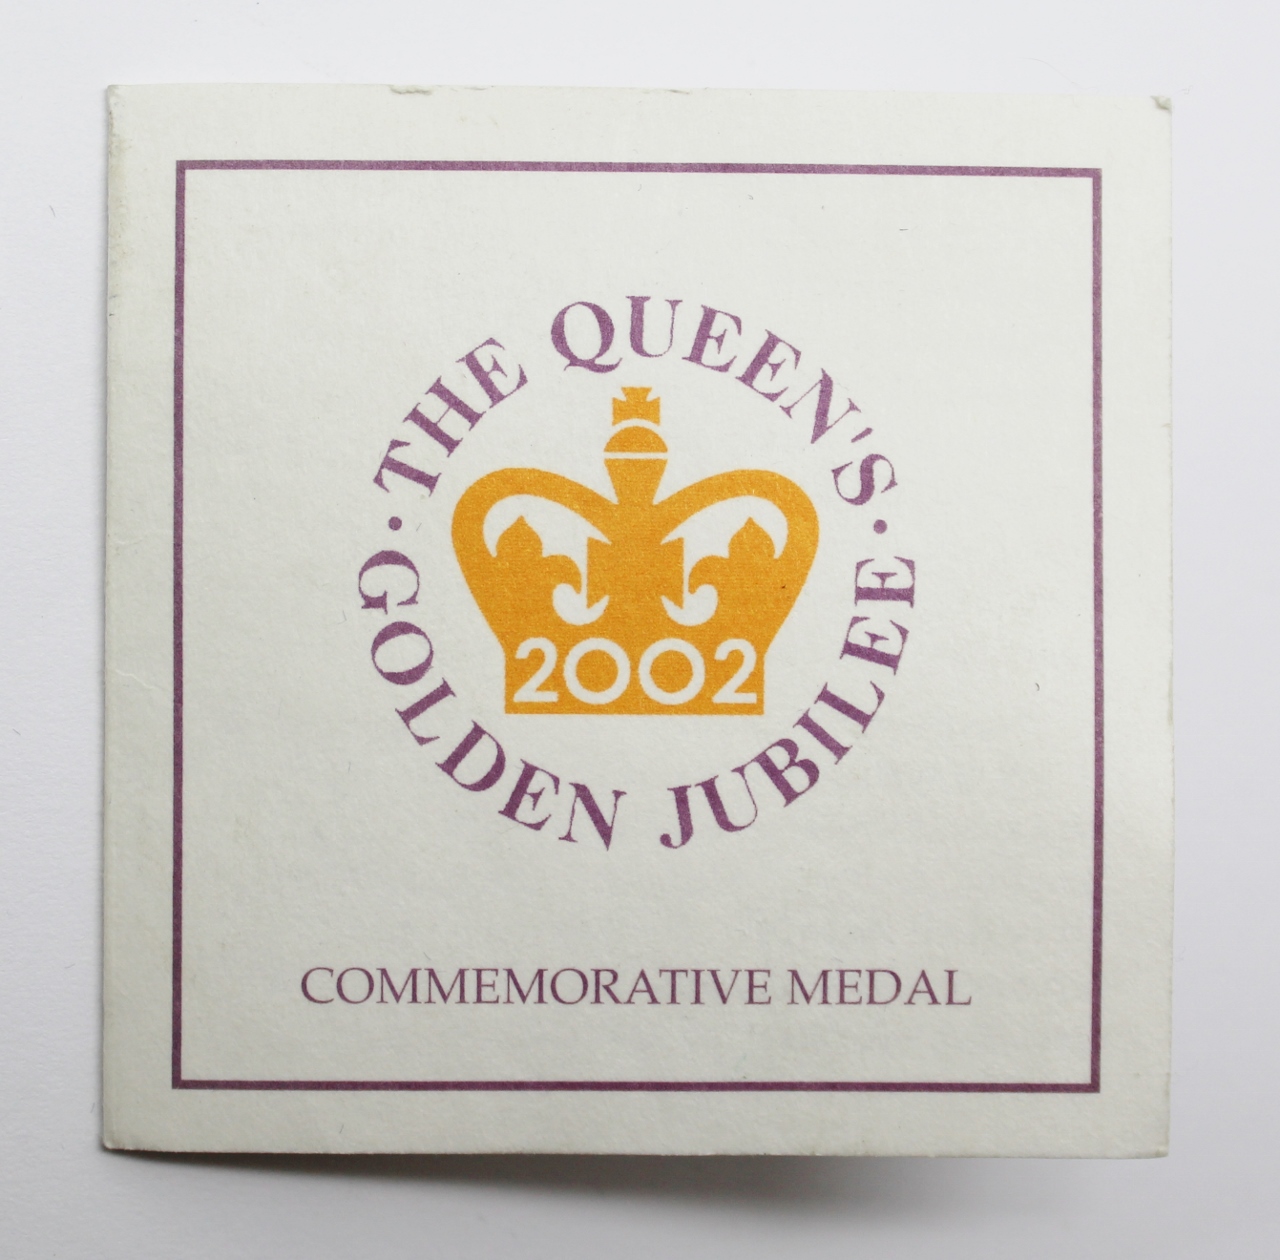 · THE QUEEN'S ·
GOLDEN JUBILEE
2002
COMMEMORATIVE MEDAL